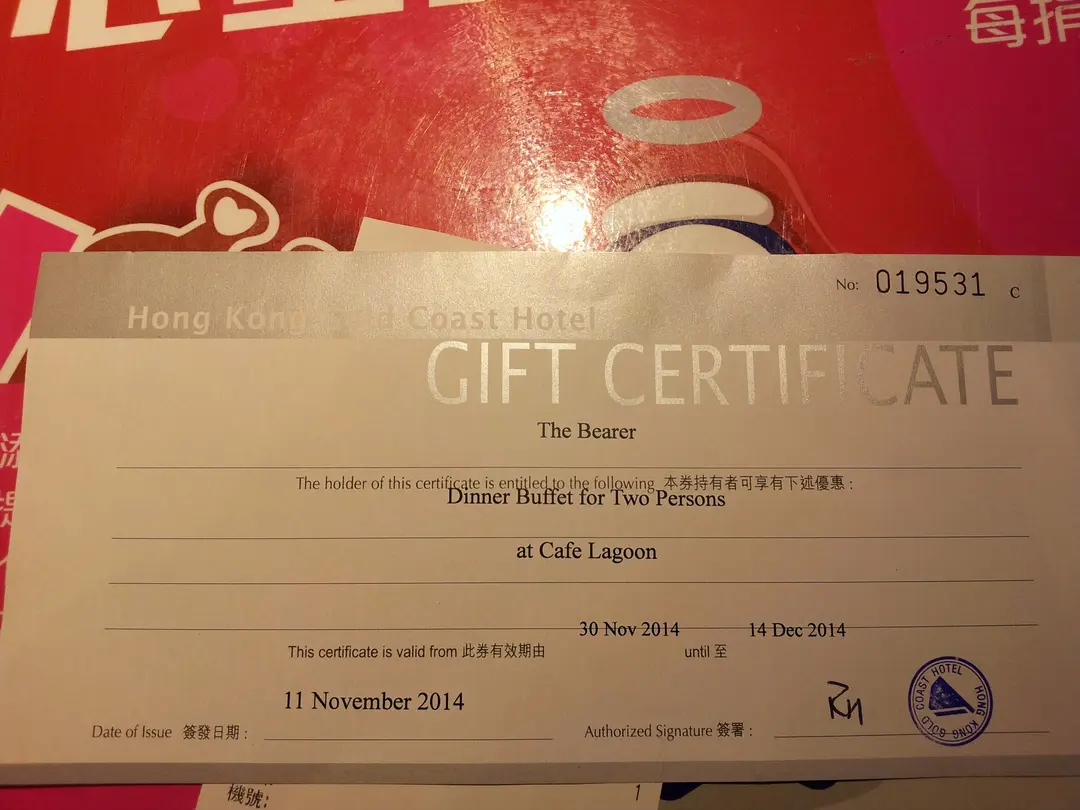 每捐
No: 019531 C
Hong Kong Gold Coast Hotel
GIFT CERTIFICATE
The Bearer
The holder of this certificate is entitled to the following 本券持有者可享有下述優惠：
Dinner Buffet for Two Persons
at Cafe Lagoon
30 Nov 2014 14 Dec 2014
This certificate is valid from 此券有效期由 until 至
11 November 2014
Date of Issue 簽發日期： Authorized Signature 簽署：
HONG KONG GOLD COAST HOTEL
機號: 1